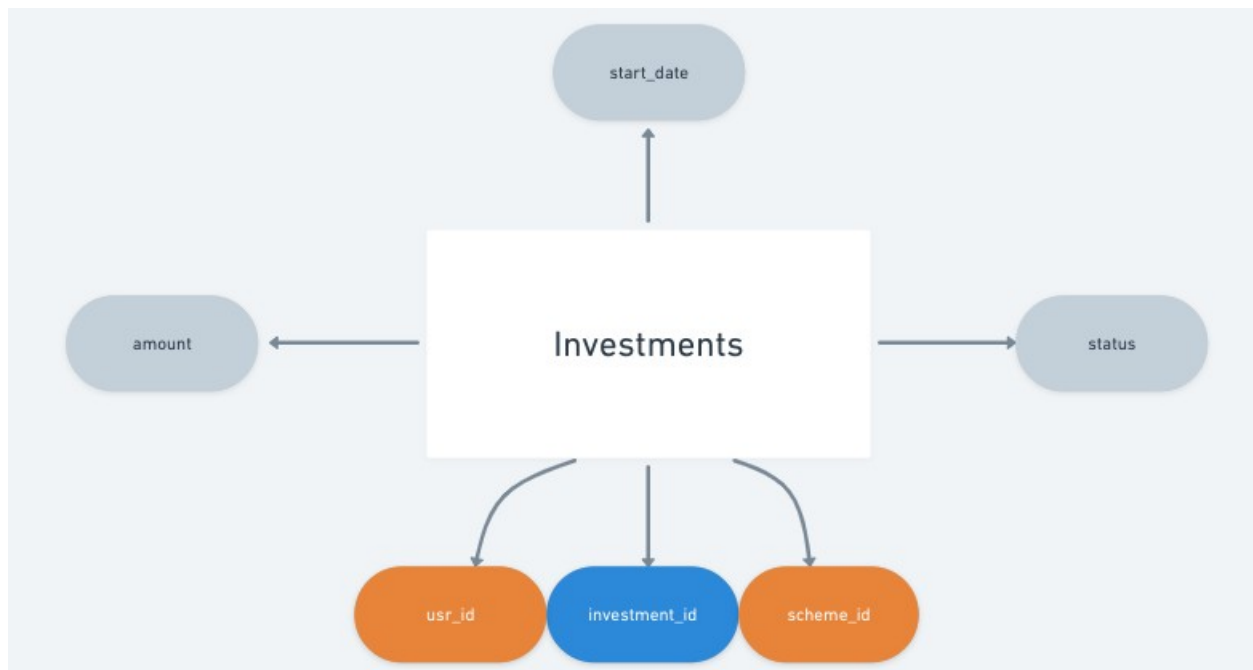 start_date
amount
Investments
status
usr_id
investment_id
scheme_id